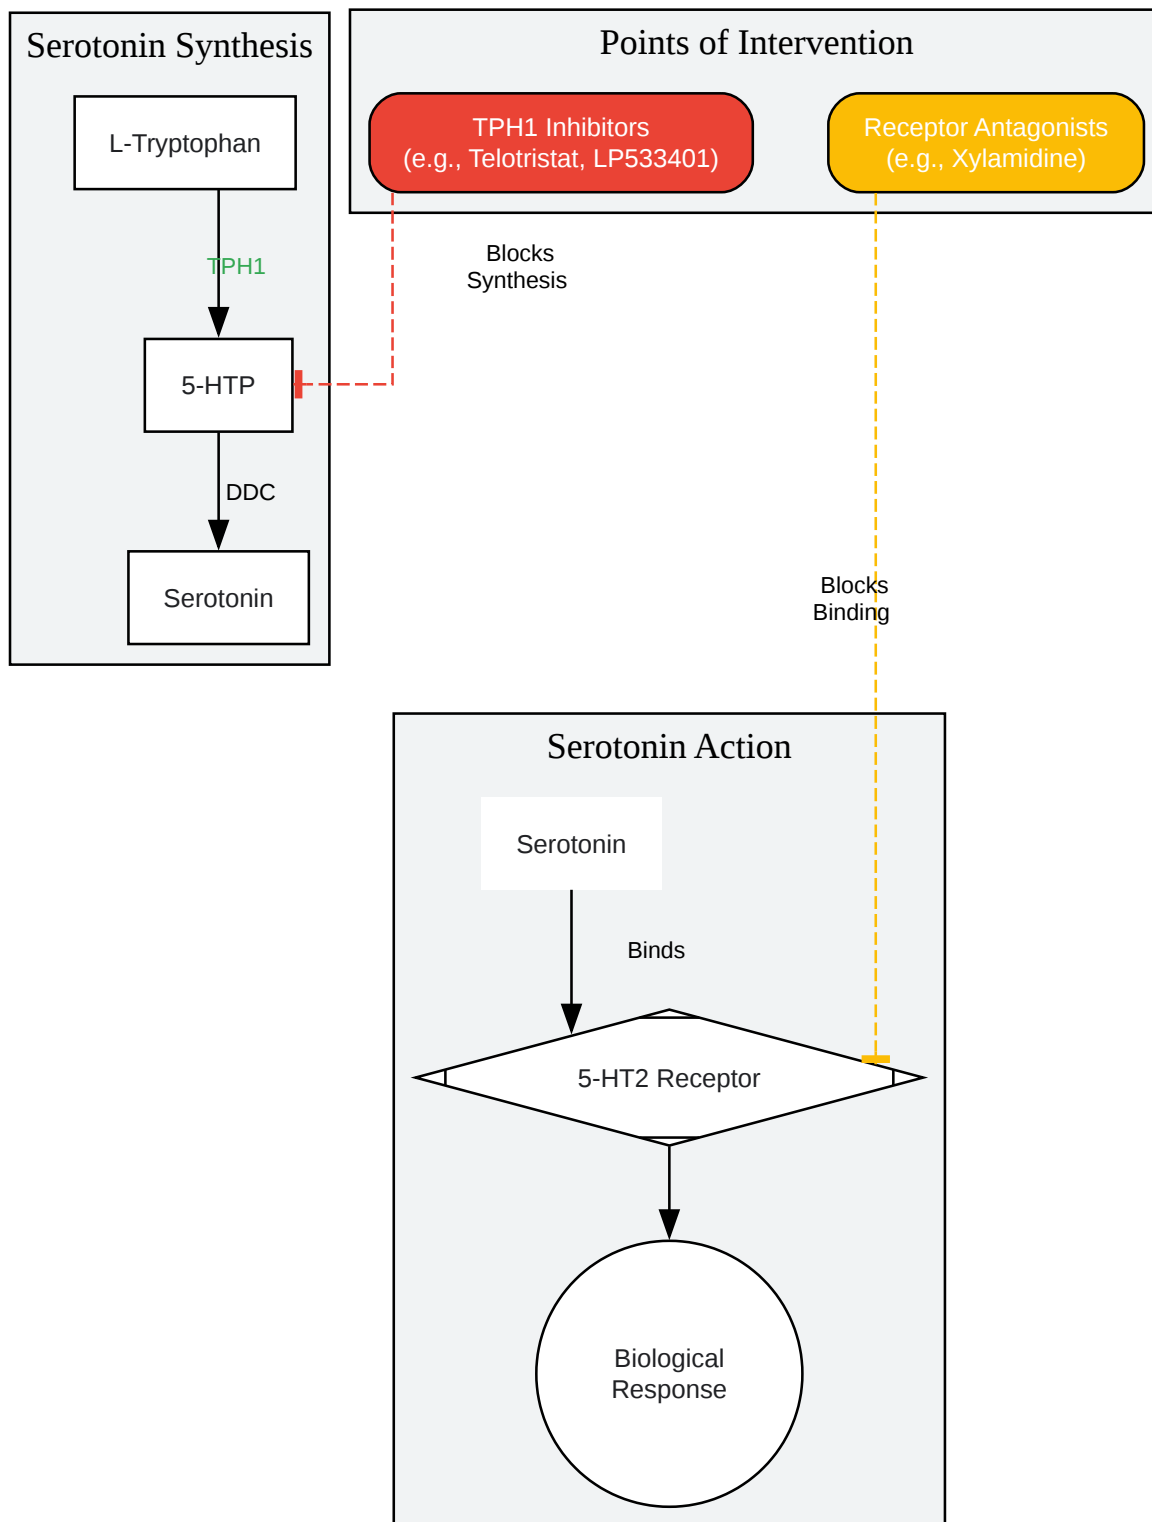 Serotonin Synthesis
L-Tryptophan
TPH1
5-HTP
DDC
Serotonin
Points of Intervention
TPH1 Inhibitors
(e.g., Telotristat, LP533401)
Receptor Antagonists
(e.g., Xylamidine)
Blocks
Synthesis
Blocks
Binding
Serotonin Action
Serotonin
Binds
5-HT2 Receptor
Biological
Response